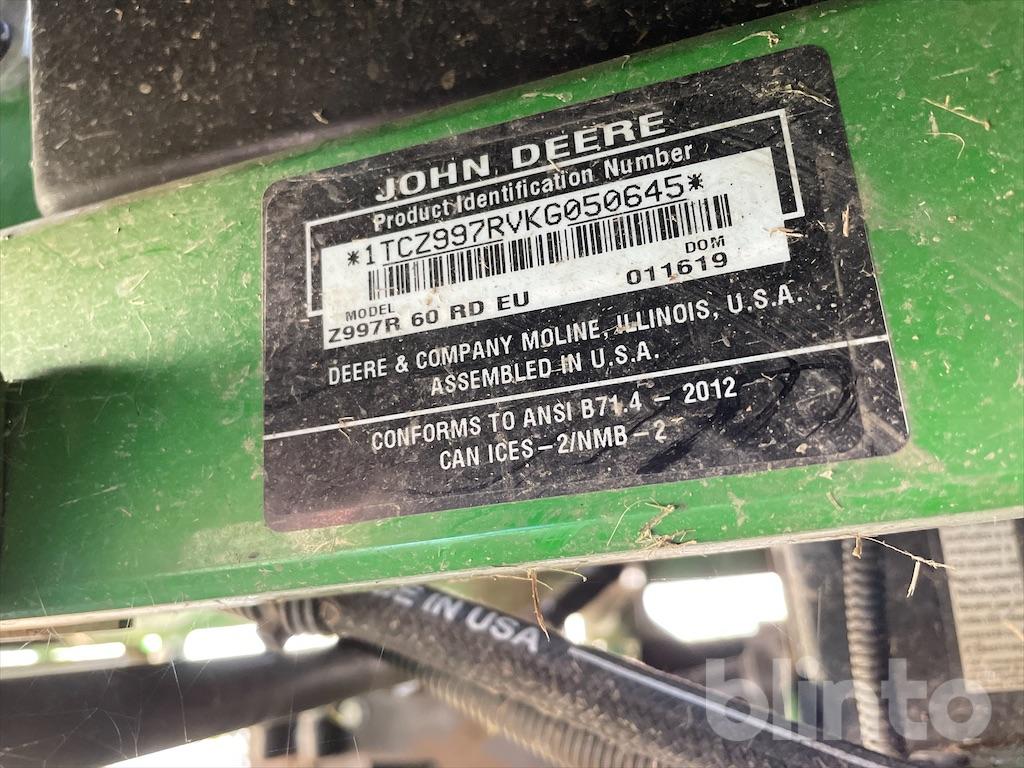 JOHN DEERE
Product Identification Number
*1TCZ997RVKG050645*
MODEL
DOM
Z997R 60 RD EU
011619
DEERE & COMPANY MOLINE, ILLINOIS, U.S.A.
ASSEMBLED IN U.S.A.
CONFORMS TO ANSI B71.4 – 2012
CAN ICES – 2/NMB – 2
IN USA
blinto